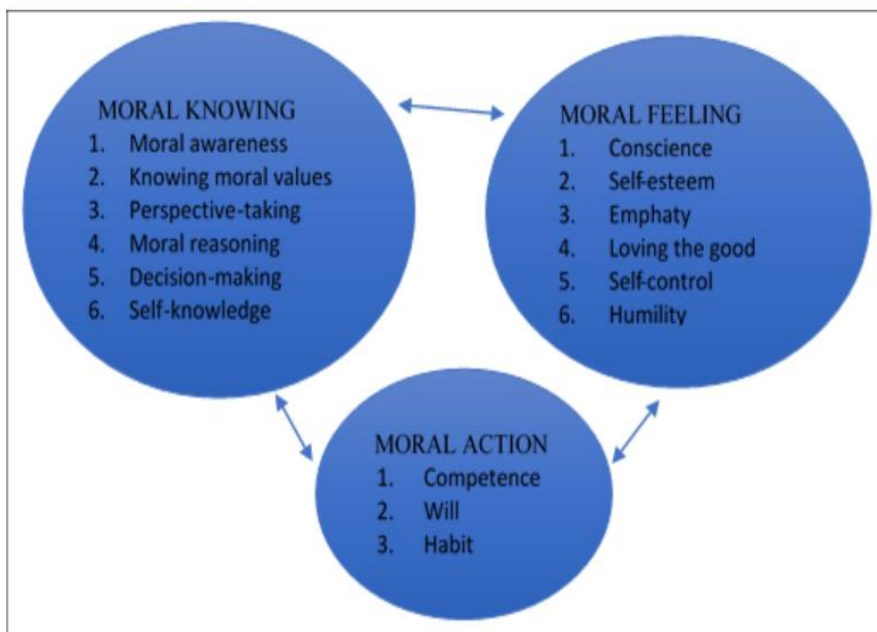 MORAL KNOWING
1. Moral awareness
2. Knowing moral values
3. Perspective-taking
4. Moral reasoning
5. Decision-making
6. Self-knowledge
MORAL FEELING
1. Conscience
2. Self-esteem
3. Emphaty
4. Loving the good
5. Self-control
6. Humility
MORAL ACTION
1. Competence
2. Will
3. Habit